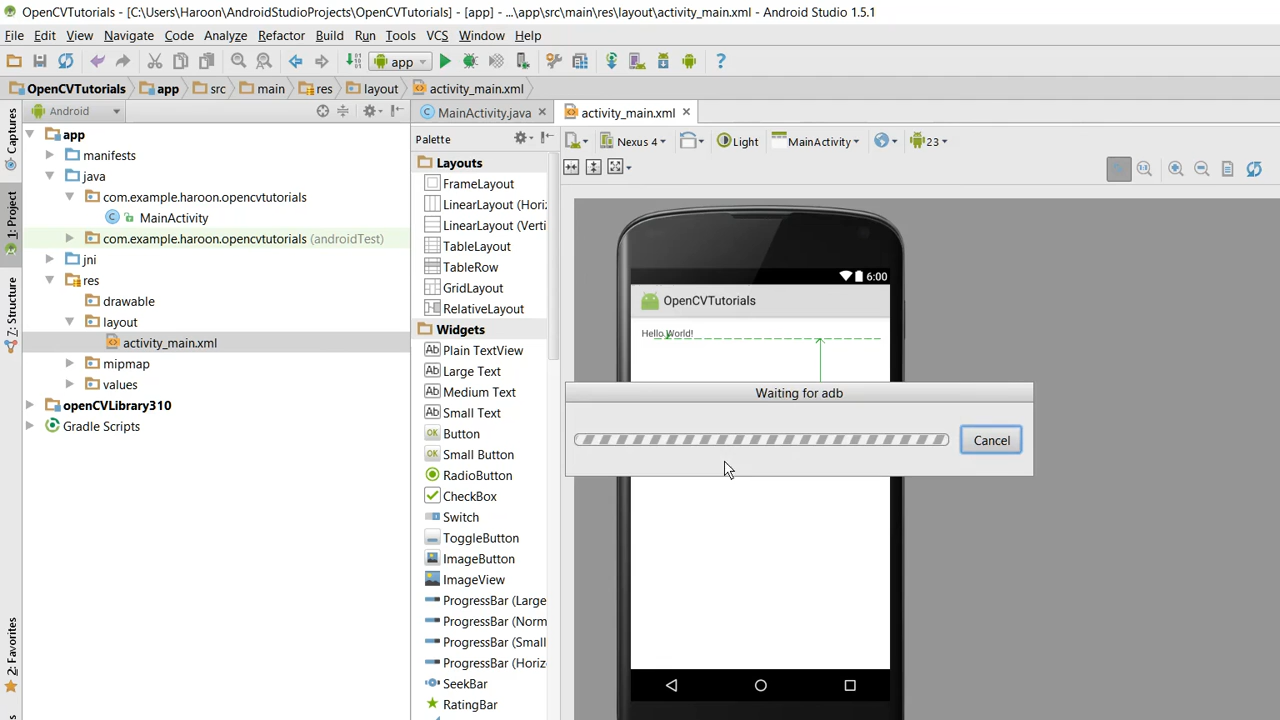 OpenCVTutorials - [C:\Users\Haroon\AndroidStudioProjects\OpenCVTutorials] - [app] - ...\app\src\main\res\layout\activity_main.xml - Android Studio 1.5.1
File Edit View Navigate Code Analyze Refactor Build Run Tools VCS Window Help
app
OpenCVTutorials app src main res layout activity_main.xml
Android
MainActivity.java activity_main.xml
Captures
1: Project
7: Structure
2: Favorites
app
manifests
java
com.example.haroon.opencvtutorials
MainActivity
com.example.haroon.opencvtutorials (androidTest)
jni
res
drawable
layout
activity_main.xml
mipmap
values
openCVLibrary310
Gradle Scripts
Palette
Layouts
FrameLayout
LinearLayout (Horiz
LinearLayout (Verti
TableLayout
TableRow
GridLayout
RelativeLayout
Widgets
Plain TextView
Large Text
Medium Text
Small Text
Button
Small Button
RadioButton
CheckBox
Switch
ToggleButton
ImageButton
ImageView
ProgressBar (Large
ProgressBar (Norm
ProgressBar (Small
ProgressBar (Horiz
SeekBar
RatingBar
Nexus 4 Light MainActivity 23
6:00
OpenCVTutorials
Hello World!
Waiting for adb
Cancel